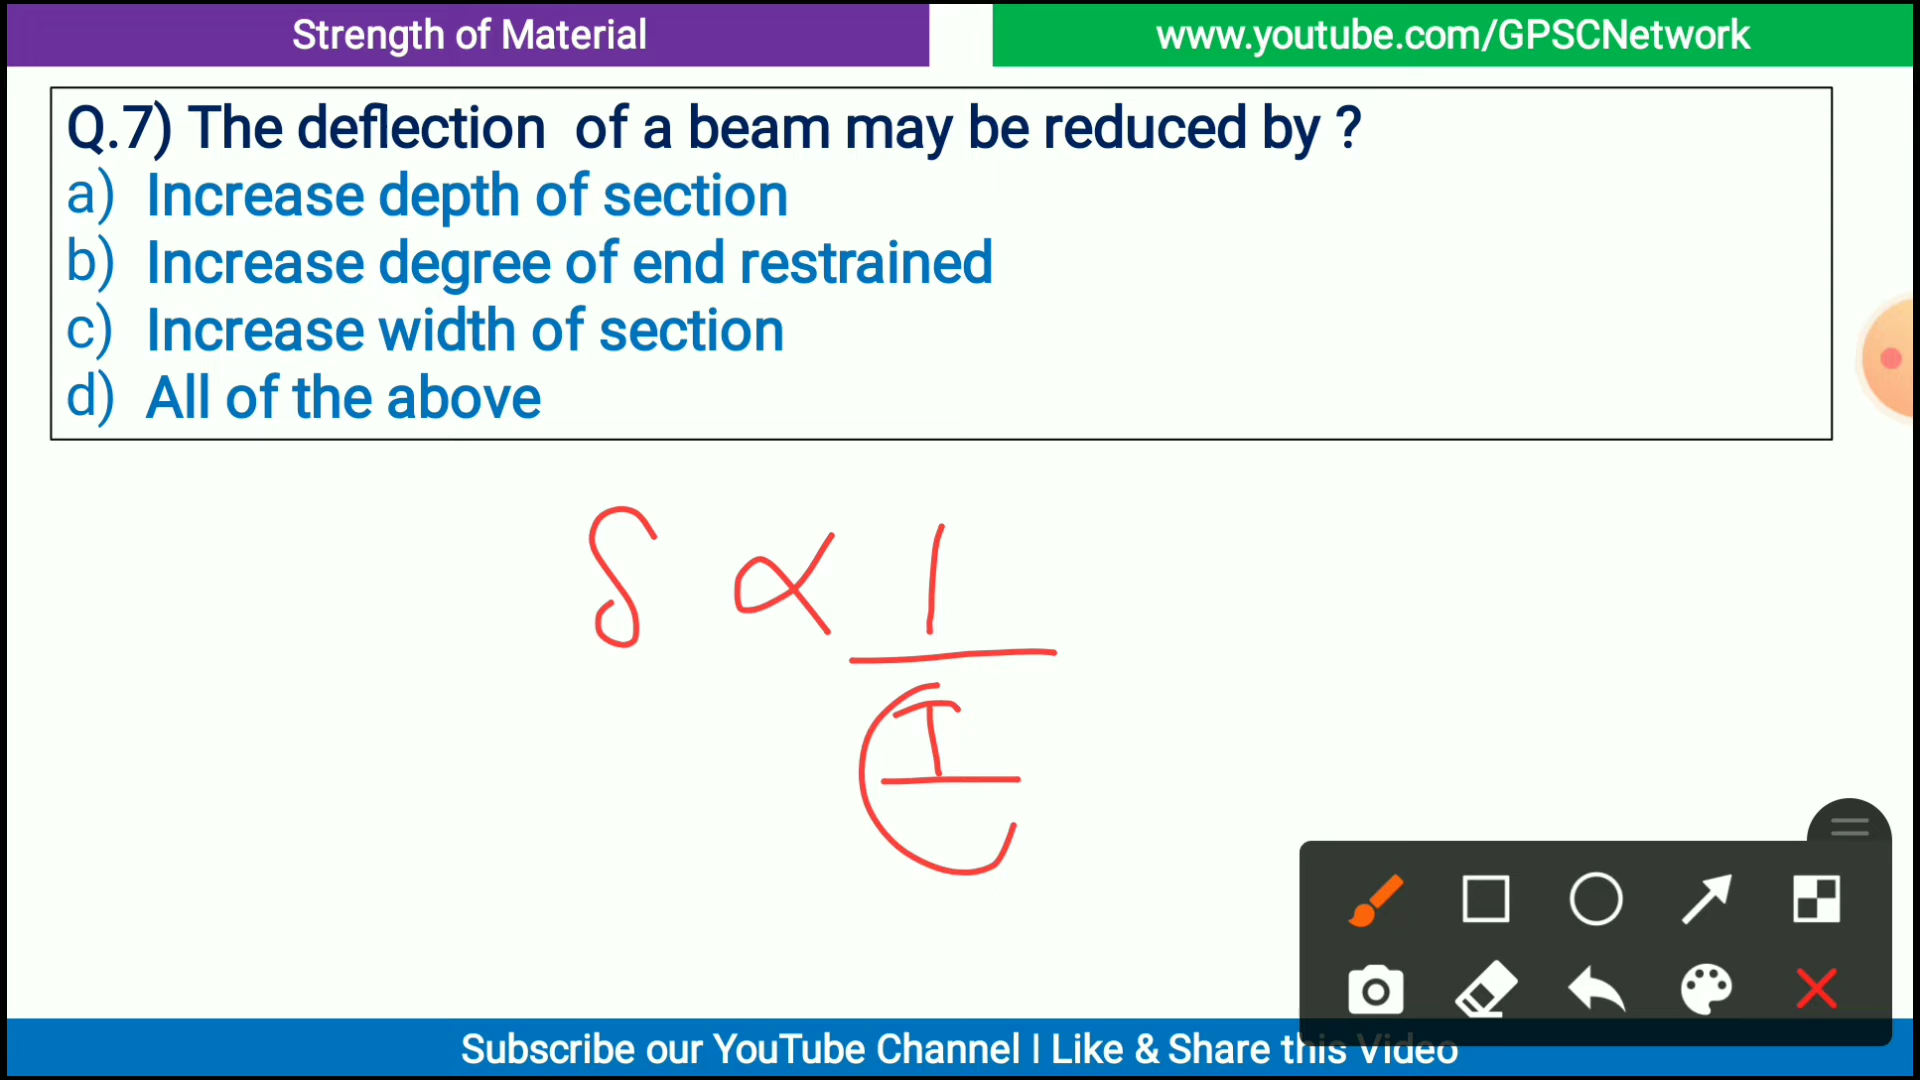 Strength of Material
www.youtube.com/GPSCNetwork
Q.7) The deflection of a beam may be reduced by ?
a) Increase depth of section
b) Increase degree of end restrained
c) Increase width of section
d) All of the above
δ ∝ 1
I
Subscribe our YouTube Channel | Like & Share this Video